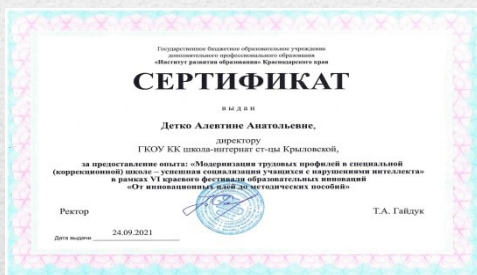 Государственное бюджетное образовательное учреждение
дополнительного профессионального образования
«Институт развития образования» Краснодарского края
СЕРТИФИКАТ
выдан
Детко Алевтине Анатольевне,
директору
ГКОУ КК школа-интернат ст-цы Крыловской,
за предоставление опыта: «Модернизация трудовых профилей в специальной
(коррекционной) школе – успешная социализация учащихся с нарушениями интеллекта»
в рамках VI краевого фестиваля образовательных инноваций
«От инновационных идей до методических пособий»
Ректор
Т.А. Гайдук
Дата выдачи 24.09.2021